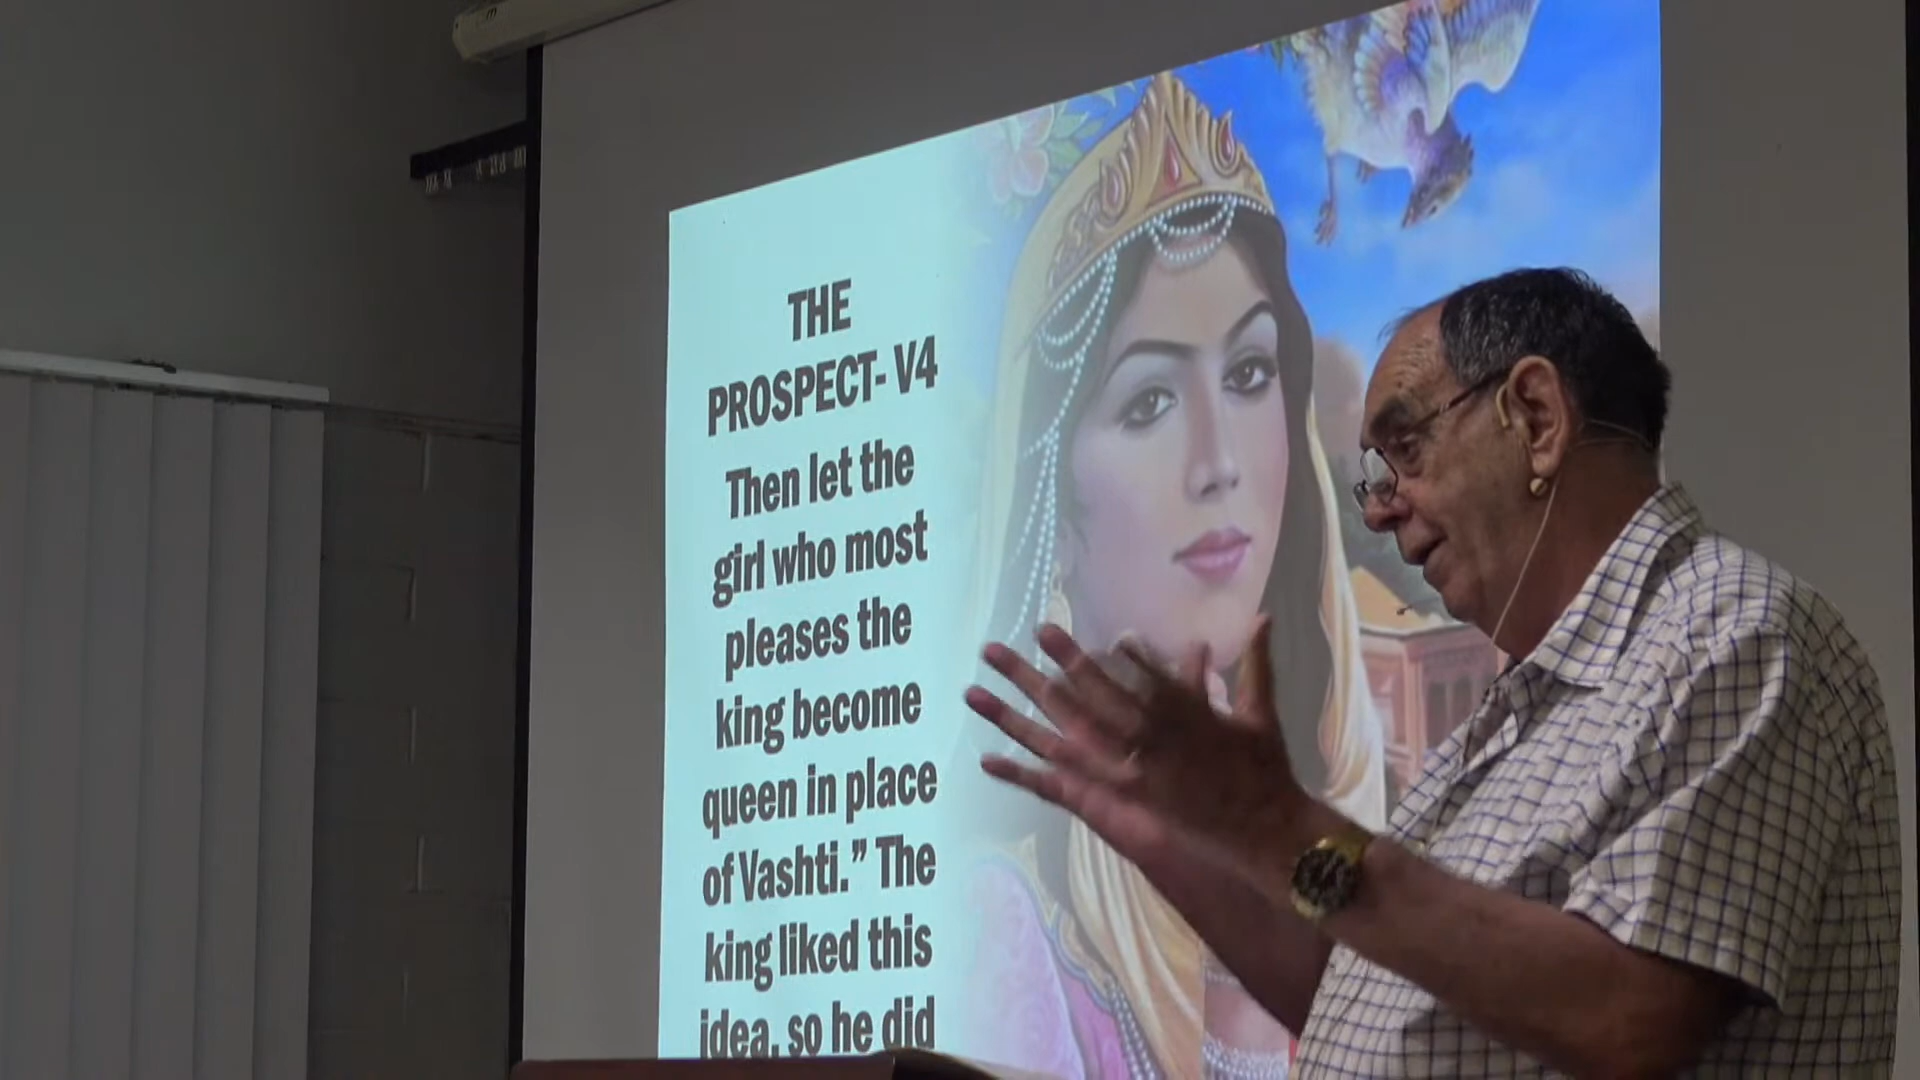 THE
PROSPECT- V4
Then let the
girl who most
pleases the
king become
queen in place
of Vashti.” The
king liked this
idea, so he did